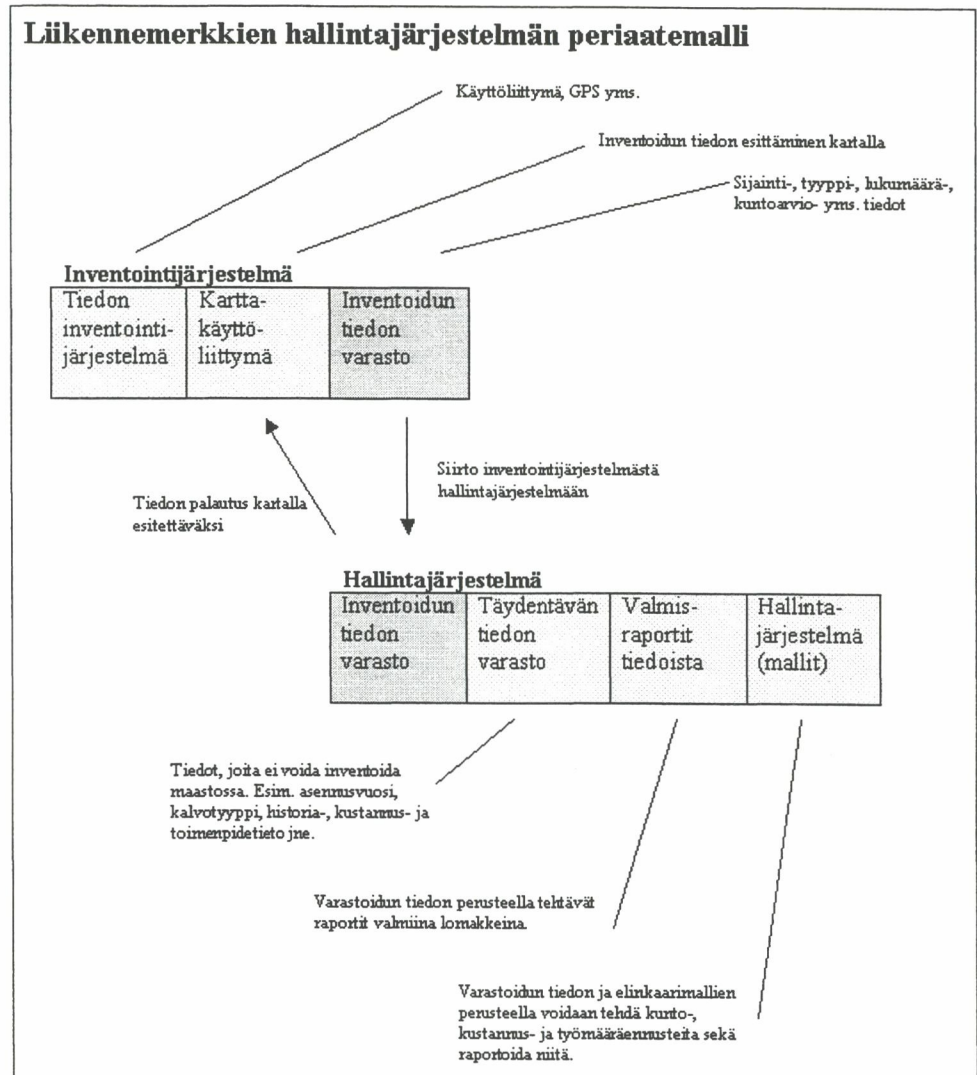 Liikennemerkkien hallintajärjestelmän periaatemalli
Käyttöliittymä, GPS yms.
Inventoidun tiedon esittäminen kartalla
Sijainti-, tyyppi-, lukumäärä-,
kuntoarvio- yms. tiedot
Inventointijärjestelmä
Tiedon
inventointi-
järjestelmä
Kartta-
käyttö-
liittymä
Inventoidun
tiedon
varasto
Siirto inventointijärjestelmästä
hallintajärjestelmään
Tiedon palautus kartalla
esitettäväksi
Hallintajärjestelmä
Inventoidun
tiedon
varasto
Täydentävän
tiedon
varasto
Valmis-
raportit
tiedoista
Hallinta-
järjestelmä
(mallit)
Tiedot, joita ei voida inventoida
maastossa. Esim. asennusvuosi,
kalvotyyppi, historia-, kustannus- ja
toimenpidetieto jne.
Varastoidun tiedon perusteella tehtävät
raportit valmiina lomakkeina.
Varastoidun tiedon ja elinkaarimallien
perusteella voidaan tehdä kunto-,
kustannus- ja työmääräennusteita sekä
raportoida niitä.